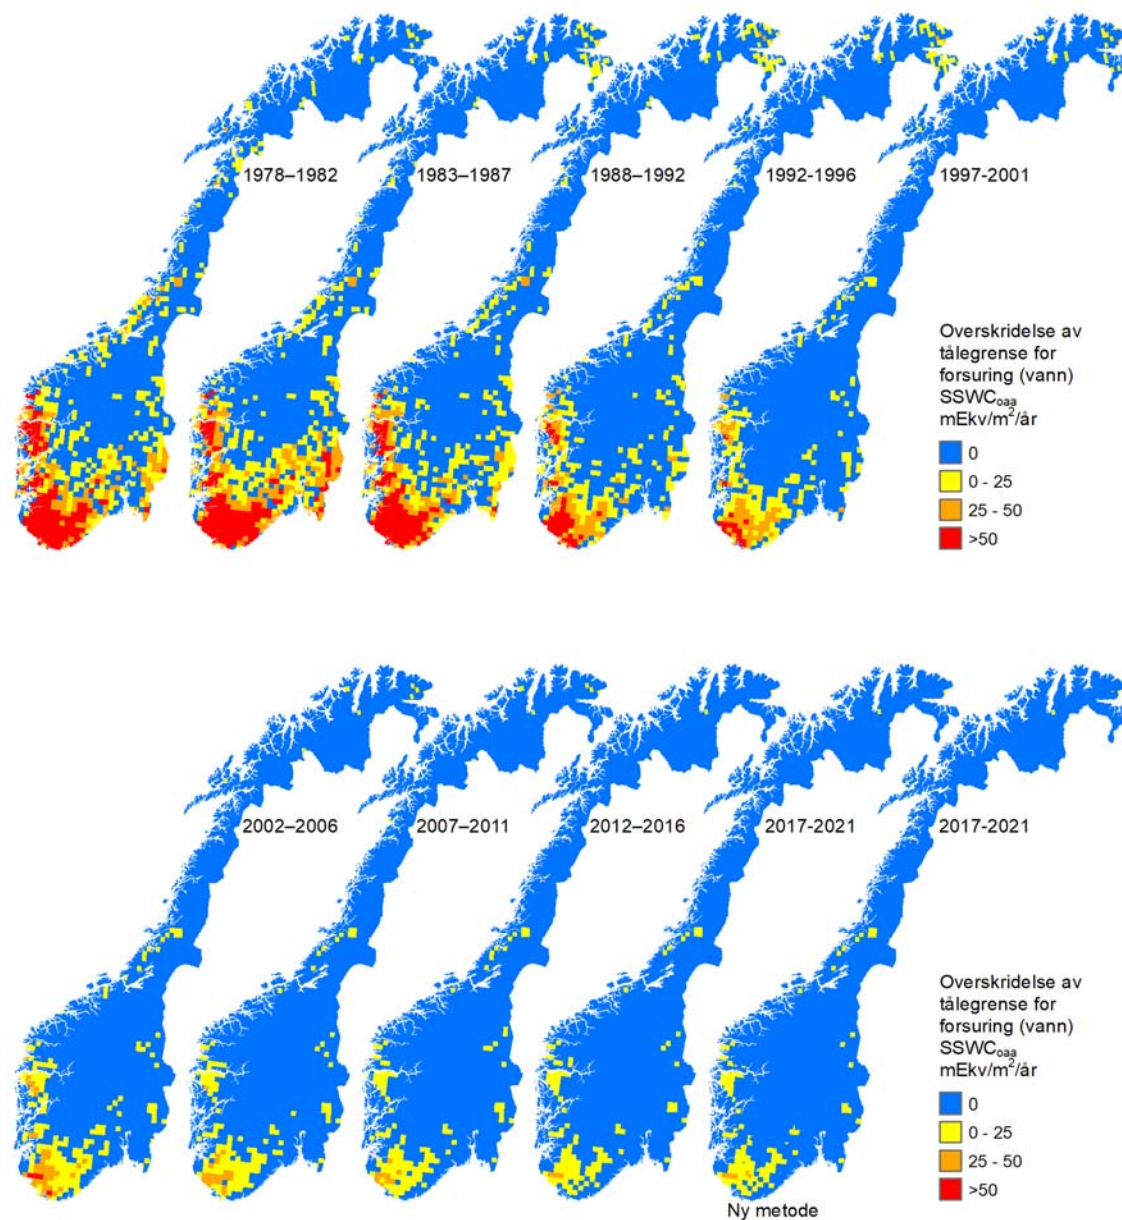 1978–1982
1983–1987
1988–1992
1992-1996
1997-2001
Overskridelse av
tålegrense for
forsuring (vann)
SSWCoaa
mEkv/m²/år
0
0 - 25
25 - 50
>50
2002–2006
2007–2011
2012–2016
2017-2021
2017-2021
Overskridelse av
tålegrense for
forsuring (vann)
SSWCoaa
mEkv/m²/år
0
0 - 25
25 - 50
>50
Ny metode